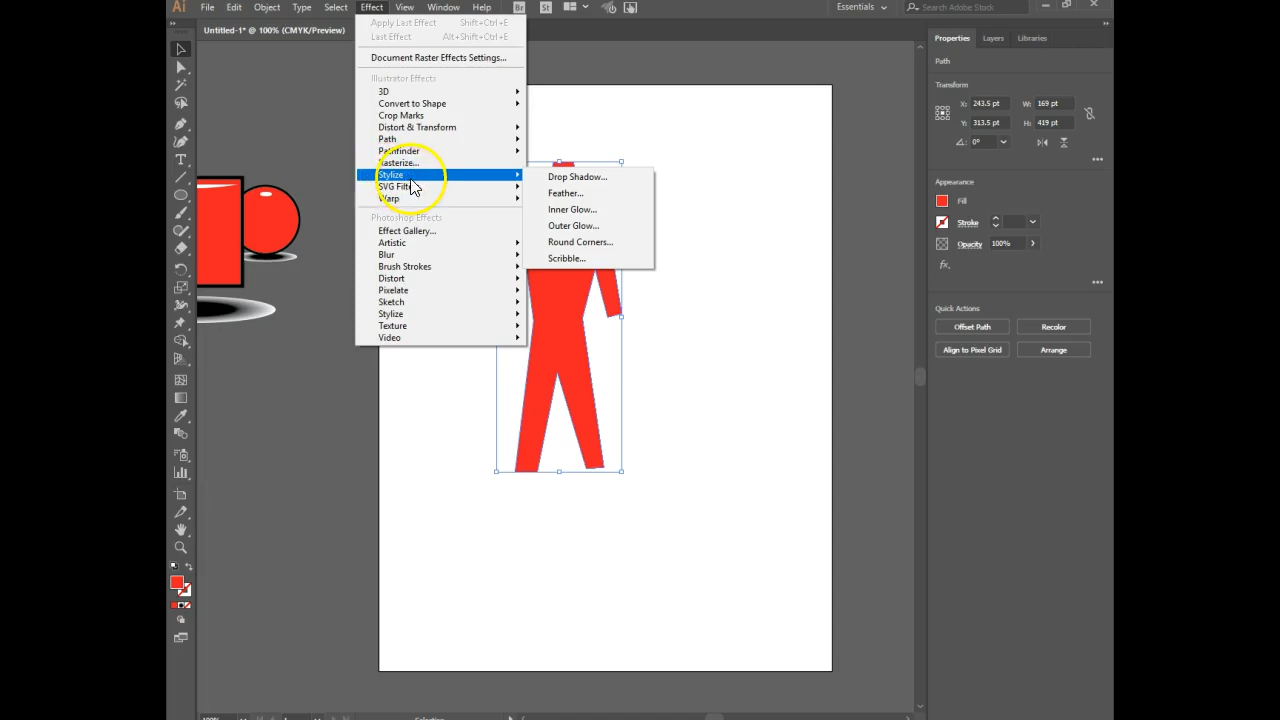 Ai File Edit Object Type Select Effect View Window Help Br St Essentials Search Adobe Stock
Untitled-1* @ 100% (CMYK/Preview)
Apply Last Effect Shift+Ctrl+E
Last Effect Alt+Shift+Ctrl+E
Document Raster Effects Settings...
Illustrator Effects
3D
Convert to Shape
Crop Marks
Distort & Transform
Path
Pathfinder
Rasterize...
Stylize
SVG Filte
Warp
Photoshop Effects
Effect Gallery...
Artistic
Blur
Brush Strokes
Distort
Pixelate
Sketch
Stylize
Texture
Video
Drop Shadow...
Feather...
Inner Glow...
Outer Glow...
Round Corners...
Scribble...
Properties Layers Libraries
Path
Transform
X: 243.5 pt W: 169 pt
Y: 313.5 pt H: 419 pt
0°
Appearance
Fill
Stroke
Opacity 100%
fx.
Quick Actions
Offset Path Recolor
Align to Pixel Grid Arrange